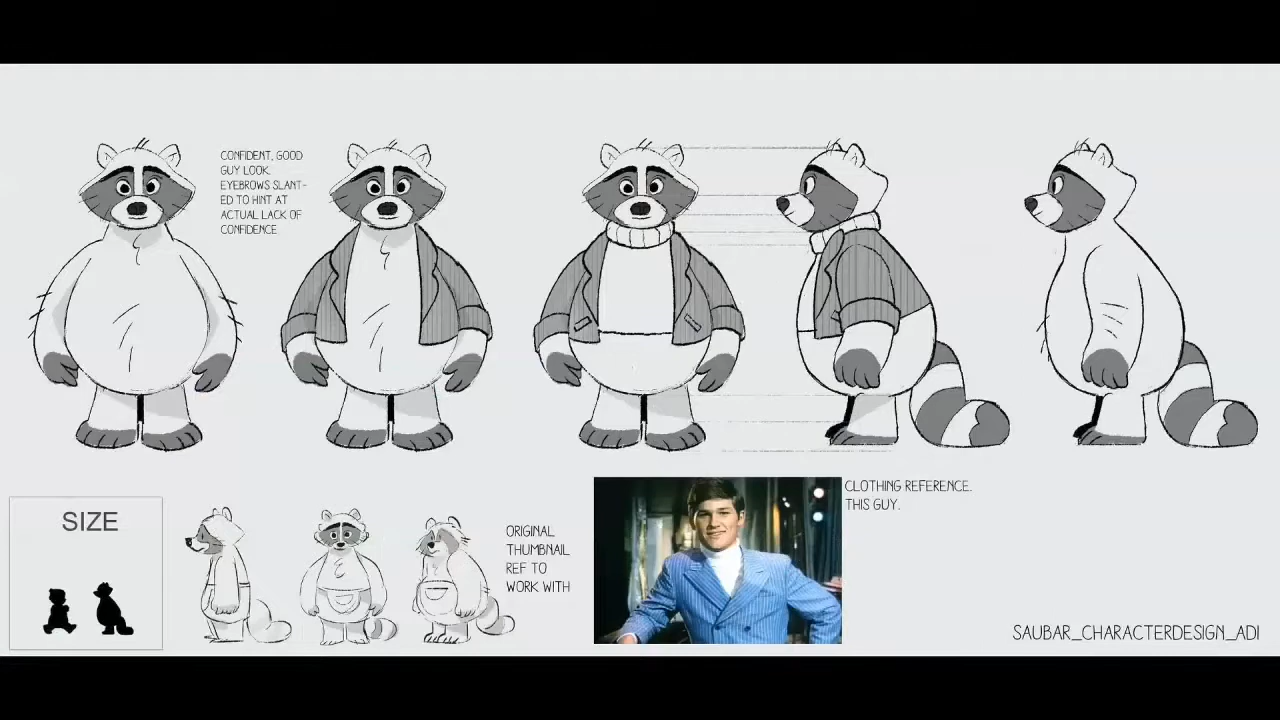 CONFIDENT, GOOD
GUY LOOK.
EYEBROWS SLANT-
ED TO HINT AT
ACTUAL LACK OF
CONFIDENCE
SIZE
ORIGINAL
THUMBNAIL
REF TO
WORK WITH
CLOTHING REFERENCE.
THIS GUY.
SAUBAR_CHARACTERDESIGN_ADI